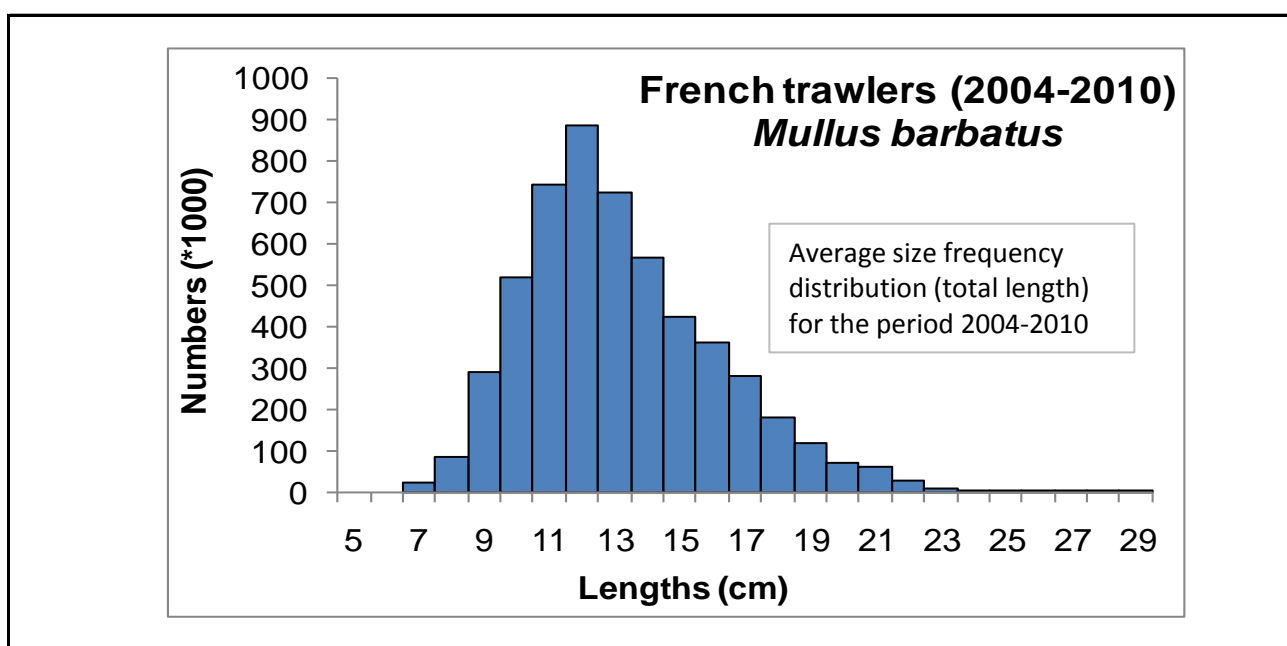 French trawlers (2004-2010)
Mullus barbatus
Average size frequency
distribution (total length)
for the period 2004-2010
Numbers (*1000)
1000
900
800
700
600
500
400
300
200
100
0
5 7 9 11 13 15 17 19 21 23 25 27 29
Lengths (cm)